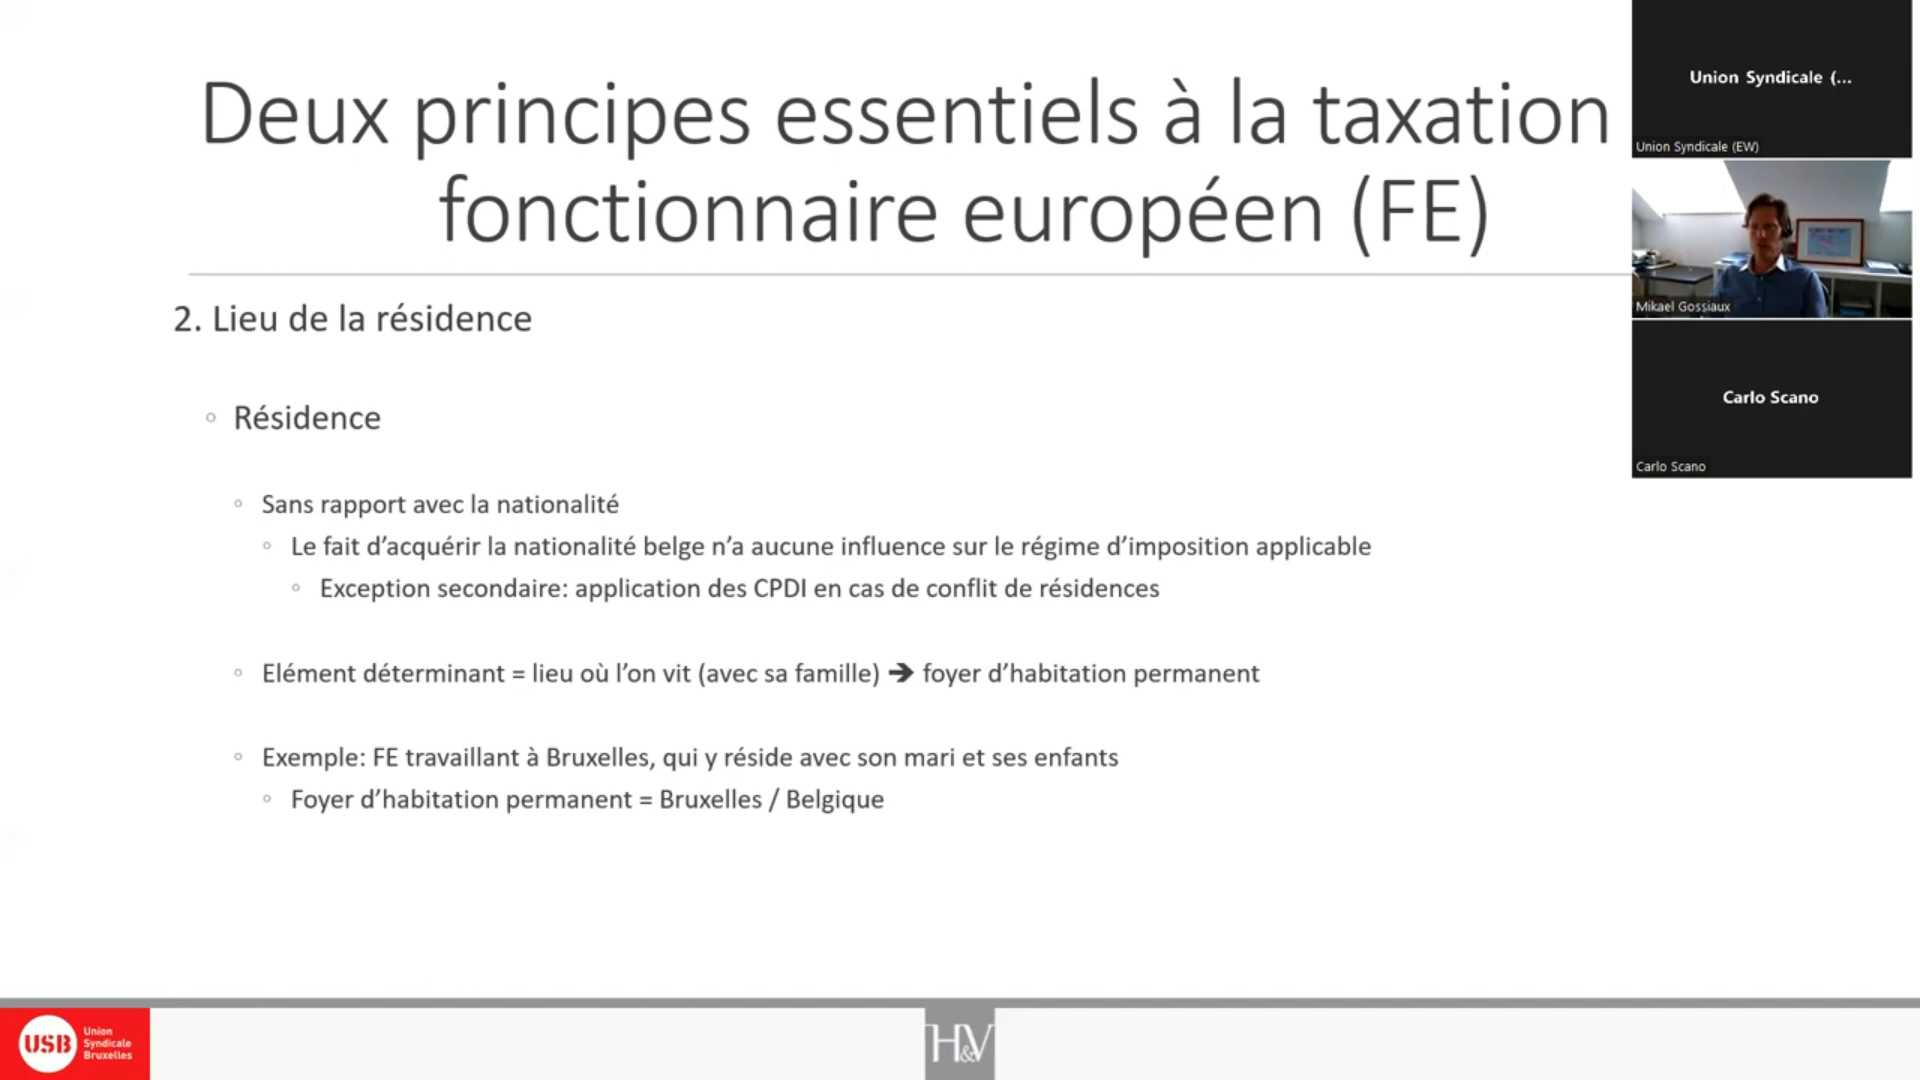 Deux principes essentiels à la taxation
fonctionnaire européen (FE)
2. Lieu de la résidence
Résidence
Sans rapport avec la nationalité
Le fait d’acquérir la nationalité belge n’a aucune influence sur le régime d’imposition applicable
Exception secondaire: application des CPDI en cas de conflit de résidences
Elément déterminant = lieu où l’on vit (avec sa famille) ➔ foyer d’habitation permanent
Exemple: FE travaillant à Bruxelles, qui y réside avec son mari et ses enfants
Foyer d’habitation permanent = Bruxelles / Belgique
Union Syndicale (...
Union Syndicale (EW)
Mikael Gossiaux
Carlo Scano
Carlo Scano
USB
Union
Syndicale
Bruxelles
H&V